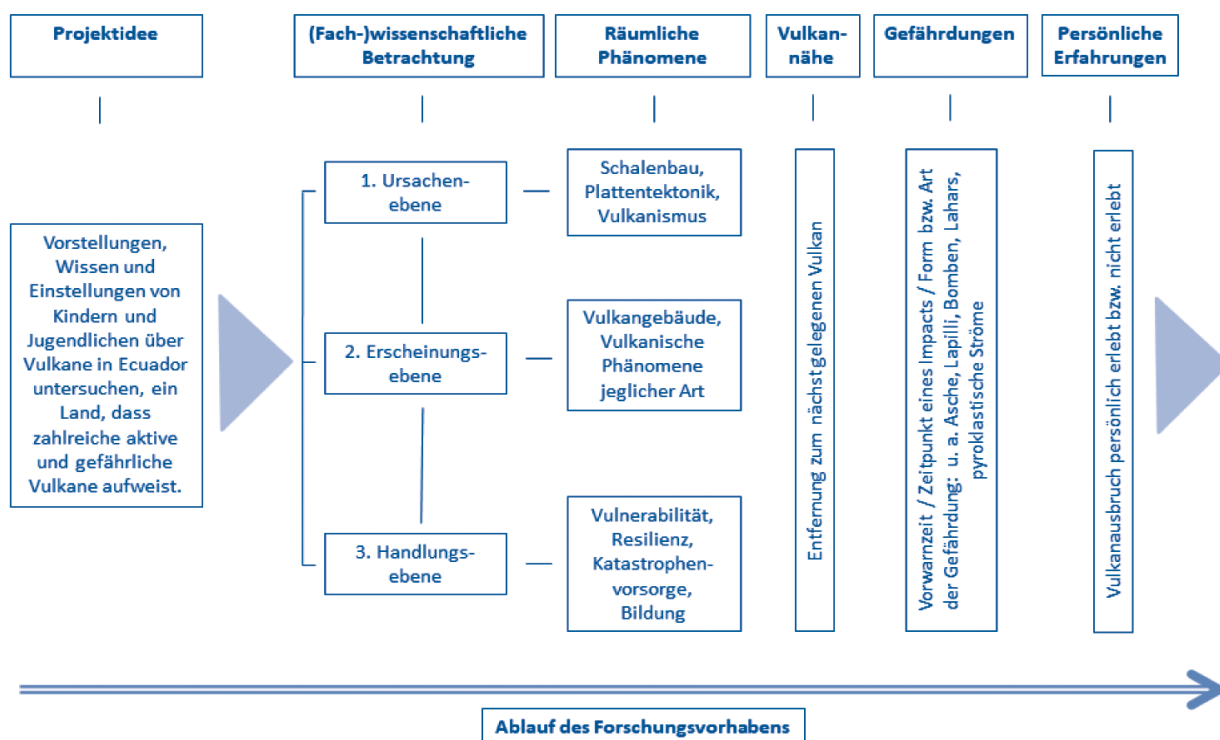 Projektidee
(Fach-)wissenschaftliche
Betrachtung
Räumliche
Phänomene
Vulkan-
nähe
Gefährdungen
Persönliche
Erfahrungen
Vorstellungen,
Wissen und
Einstellungen von
Kindern und
Jugendlichen über
Vulkane in Ecuador
untersuchen, ein
Land, dass
zahlreiche aktive
und gefährliche
Vulkane aufweist.
1. Ursachen-
ebene
2. Erscheinungs-
ebene
3. Handlungs-
ebene
Schalenbau,
Plattentektonik,
Vulkanismus
Vulkangebäude,
Vulkanische
Phänomene
jeglicher Art
Vulnerabilität,
Resilienz,
Katastrophen-
vorsorge,
Bildung
Entfernung zum nächstgelegenen Vulkan
Vorwarnzeit / Zeitpunkt eines Impacts / Form bzw. Art
der Gefährdung: u. a. Asche, Lapilli, Bomben, Lahars,
pyroklastische Ströme
Vulkanausbruch persönlich erlebt bzw. nicht erlebt
Ablauf des Forschungsvorhabens